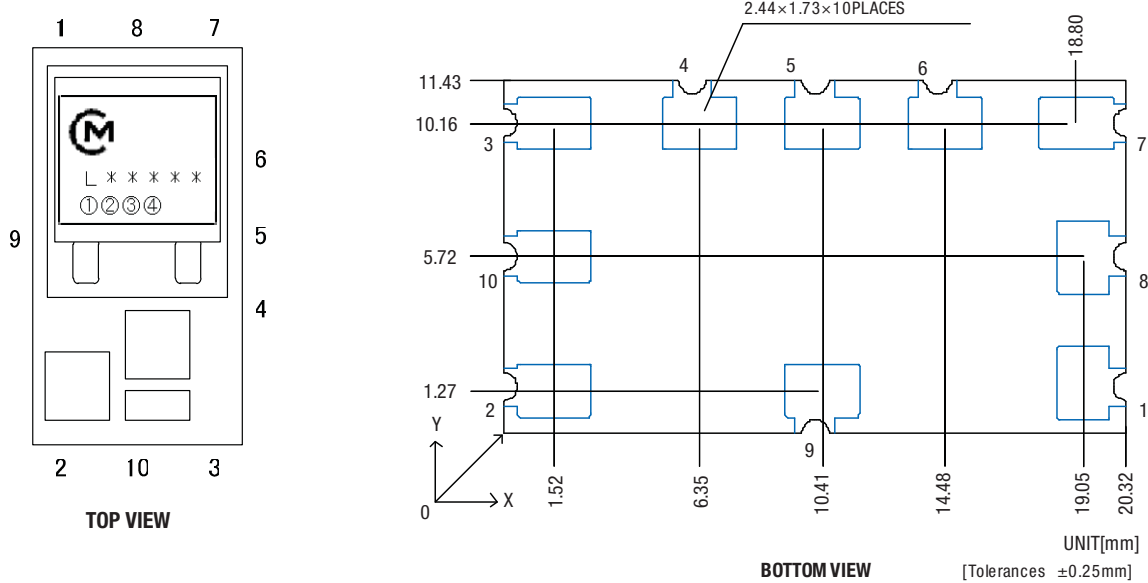 1 8 7
M
L * * * * *
①②③④
6
9
5
4
2 10 3
TOP VIEW
2.44×1.73×10PLACES
18.80
11.43
4 5 6
10.16
3 7
5.72
10 8
1.27
2 1
Y
9
0 X
1.52 6.35 10.41 14.48 19.05 20.32
UNIT[mm]
BOTTOM VIEW [Tolerances ±0.25mm]